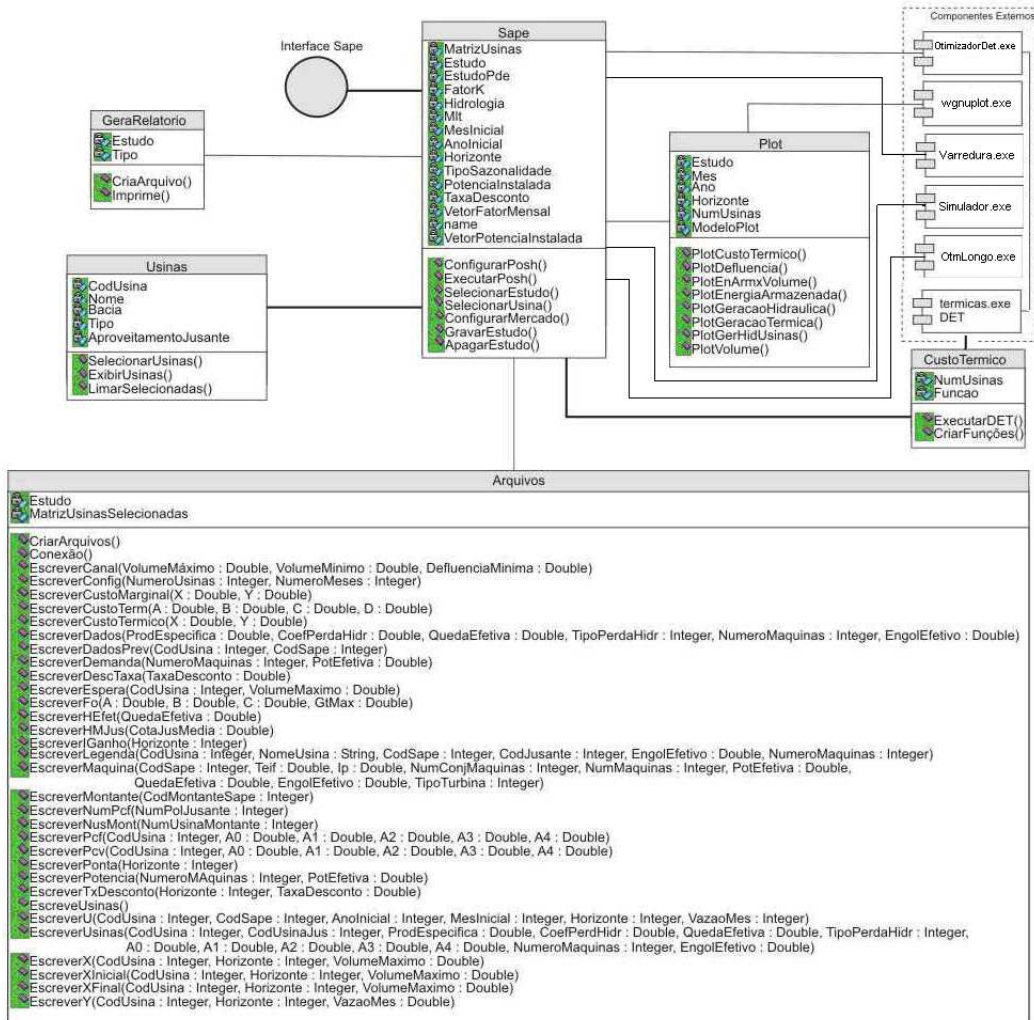 Componentes Externos
OtimizadorDet.exe
wgnuplot.exe
Varredura.exe
Simulador.exe
OtmLongo.exe
termicas.exe
DET
Interface Sape
Sape
MatrizUsinas
Estudo
EstudoPde
FatorK
Hidrologia
Mlt
MesInicial
AnoInicial
Horizonte
TipoSazonalidade
PotenciaInstalada
TaxaDesconto
VetorFatorMensal
name
VetorPotenciaInstalada
ConfigurarPosh()
ExecutarPosh()
SelecionarEstudo()
SelecionarUsina()
ConfigurarMercado()
GravarEstudo()
ApagarEstudo()
GeraRelatorio
Estudo
Tipo
CriaArquivo()
Imprime()
Plot
Estudo
Mes
Ano
Horizonte
NumUsinas
ModeloPlot
PlotCustoTermico()
PlotDefluencia()
PlotEnArmxVolume()
PlotEnergiaArmazenada()
PlotGeracaoHidraulica()
PlotGeracaoTermica()
PlotGerHidUsinas()
PlotVolume()
Usinas
CodUsina
Nome
Bacia
Tipo
AproveitamentoJusante
SelecionarUsinas()
ExibirUsinas()
LimarSelecionadas()
CustoTermico
NumUsinas
Funcao
ExecutarDET()
CriarFunções()
Arquivos
Estudo
MatrizUsinasSelecionadas
CriarArquivos()
Conexão()
EscreverCanal(VolumeMáximo : Double, VolumeMinimo : Double, DefluenciaMinima : Double)
EscreverConfig(NumeroUsinas : Integer, NumeroMeses : Integer)
EscreverCustoMarginal(X : Double, Y : Double)
EscreverCustoTerm(A : Double, B : Double, C : Double, D : Double)
EscreverCustoTermico(X : Double, Y : Double)
EscreverDados(ProdEspecifica : Double, CoefPerdaHidr : Double, QuedaEfetiva : Double, TipoPerdaHidr : Integer, NumeroMaquinas : Integer, EngolEfetivo : Double)
EscreverDadosPrev(CodUsina : Integer, CodSape : Integer)
EscreverDemanda(NumeroMaquinas : Integer, PotEfetiva : Double)
EscreverDescTaxa(TaxaDesconto : Double)
EscreverEspera(CodUsina : Integer, VolumeMaximo : Double)
EscreverFo(A : Double, B : Double, C : Double, GtMax : Double)
EscreverHEfet(QuedaEfetiva : Double)
EscreverHMJus(CotaJusMedia : Double)
EscreverIGanho(Horizonte : Integer)
EscreverLegenda(CodUsina : Integer, NomeUsina : String, CodSape : Integer, CodJusante : Integer, EngolEfetivo : Double, NumeroMaquinas : Integer)
EscreverMaquina(CodSape : Integer, Teif : Double, Ip : Double, NumConjMaquinas : Integer, NumMaquinas : Integer, PotEfetiva : Double,
QuedaEfetiva : Double, EngolEfetivo : Double, TipoTurbina : Integer)
EscreverMontante(CodMontanteSape : Integer)
EscreverNumPcf(NumPolJusante : Integer)
EscreverNusMont(NumUsinaMontante : Integer)
EscreverPcf(CodUsina : Integer, A0 : Double, A1 : Double, A2 : Double, A3 : Double, A4 : Double)
EscreverPcv(CodUsina : Integer, A0 : Double, A1 : Double, A2 : Double, A3 : Double, A4 : Double)
EscreverPonta(Horizonte : Integer)
EscreverPotencia(NumeroMAquinas : Integer, PotEfetiva : Double)
EscreverTxDesconto(Horizonte : Integer, TaxaDesconto : Double)
EscreveUsinas()
EscreverU(CodUsina : Integer, CodSape : Integer, AnoInicial : Integer, MesInicial : Integer, Horizonte : Integer, VazaoMes : Integer)
EscreverUsinas(CodUsina : Integer, CodUsinaJus : Integer, ProdEspecifica : Double, CoefPerdHidr : Double, QuedaEfetiva : Double, TipoPerdaHidr : Integer,
A0 : Double, A1 : Double, A2 : Double, A3 : Double, A4 : Double, NumeroMaquinas : Integer, EngolEfetivo : Double)
EscreverX(CodUsina : Integer, Horizonte : Integer, VolumeMaximo : Double)
EscreverXInicial(CodUsina : Integer, Horizonte : Integer, VolumeMaximo : Double)
EscreverXFinal(CodUsina : Integer, Horizonte : Integer, VolumeMaximo : Double)
EscreverY(CodUsina : Integer, Horizonte : Integer, VazaoMes : Double)